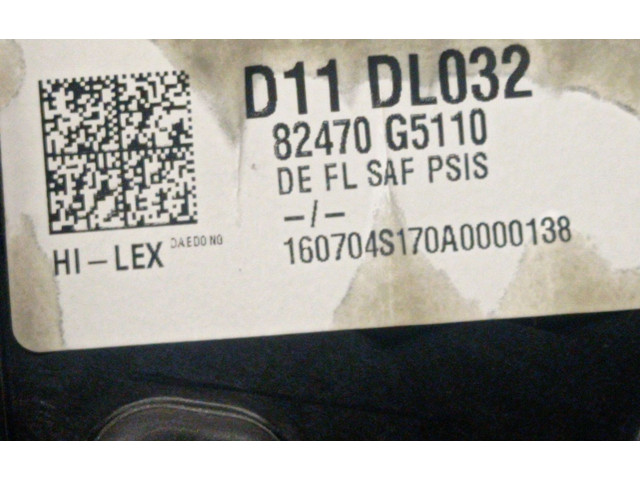 D11 DL032
82470 G5110
DE FL SAF PSIS
-/-
HI-LEX DAEDONG
160704S170A0000138